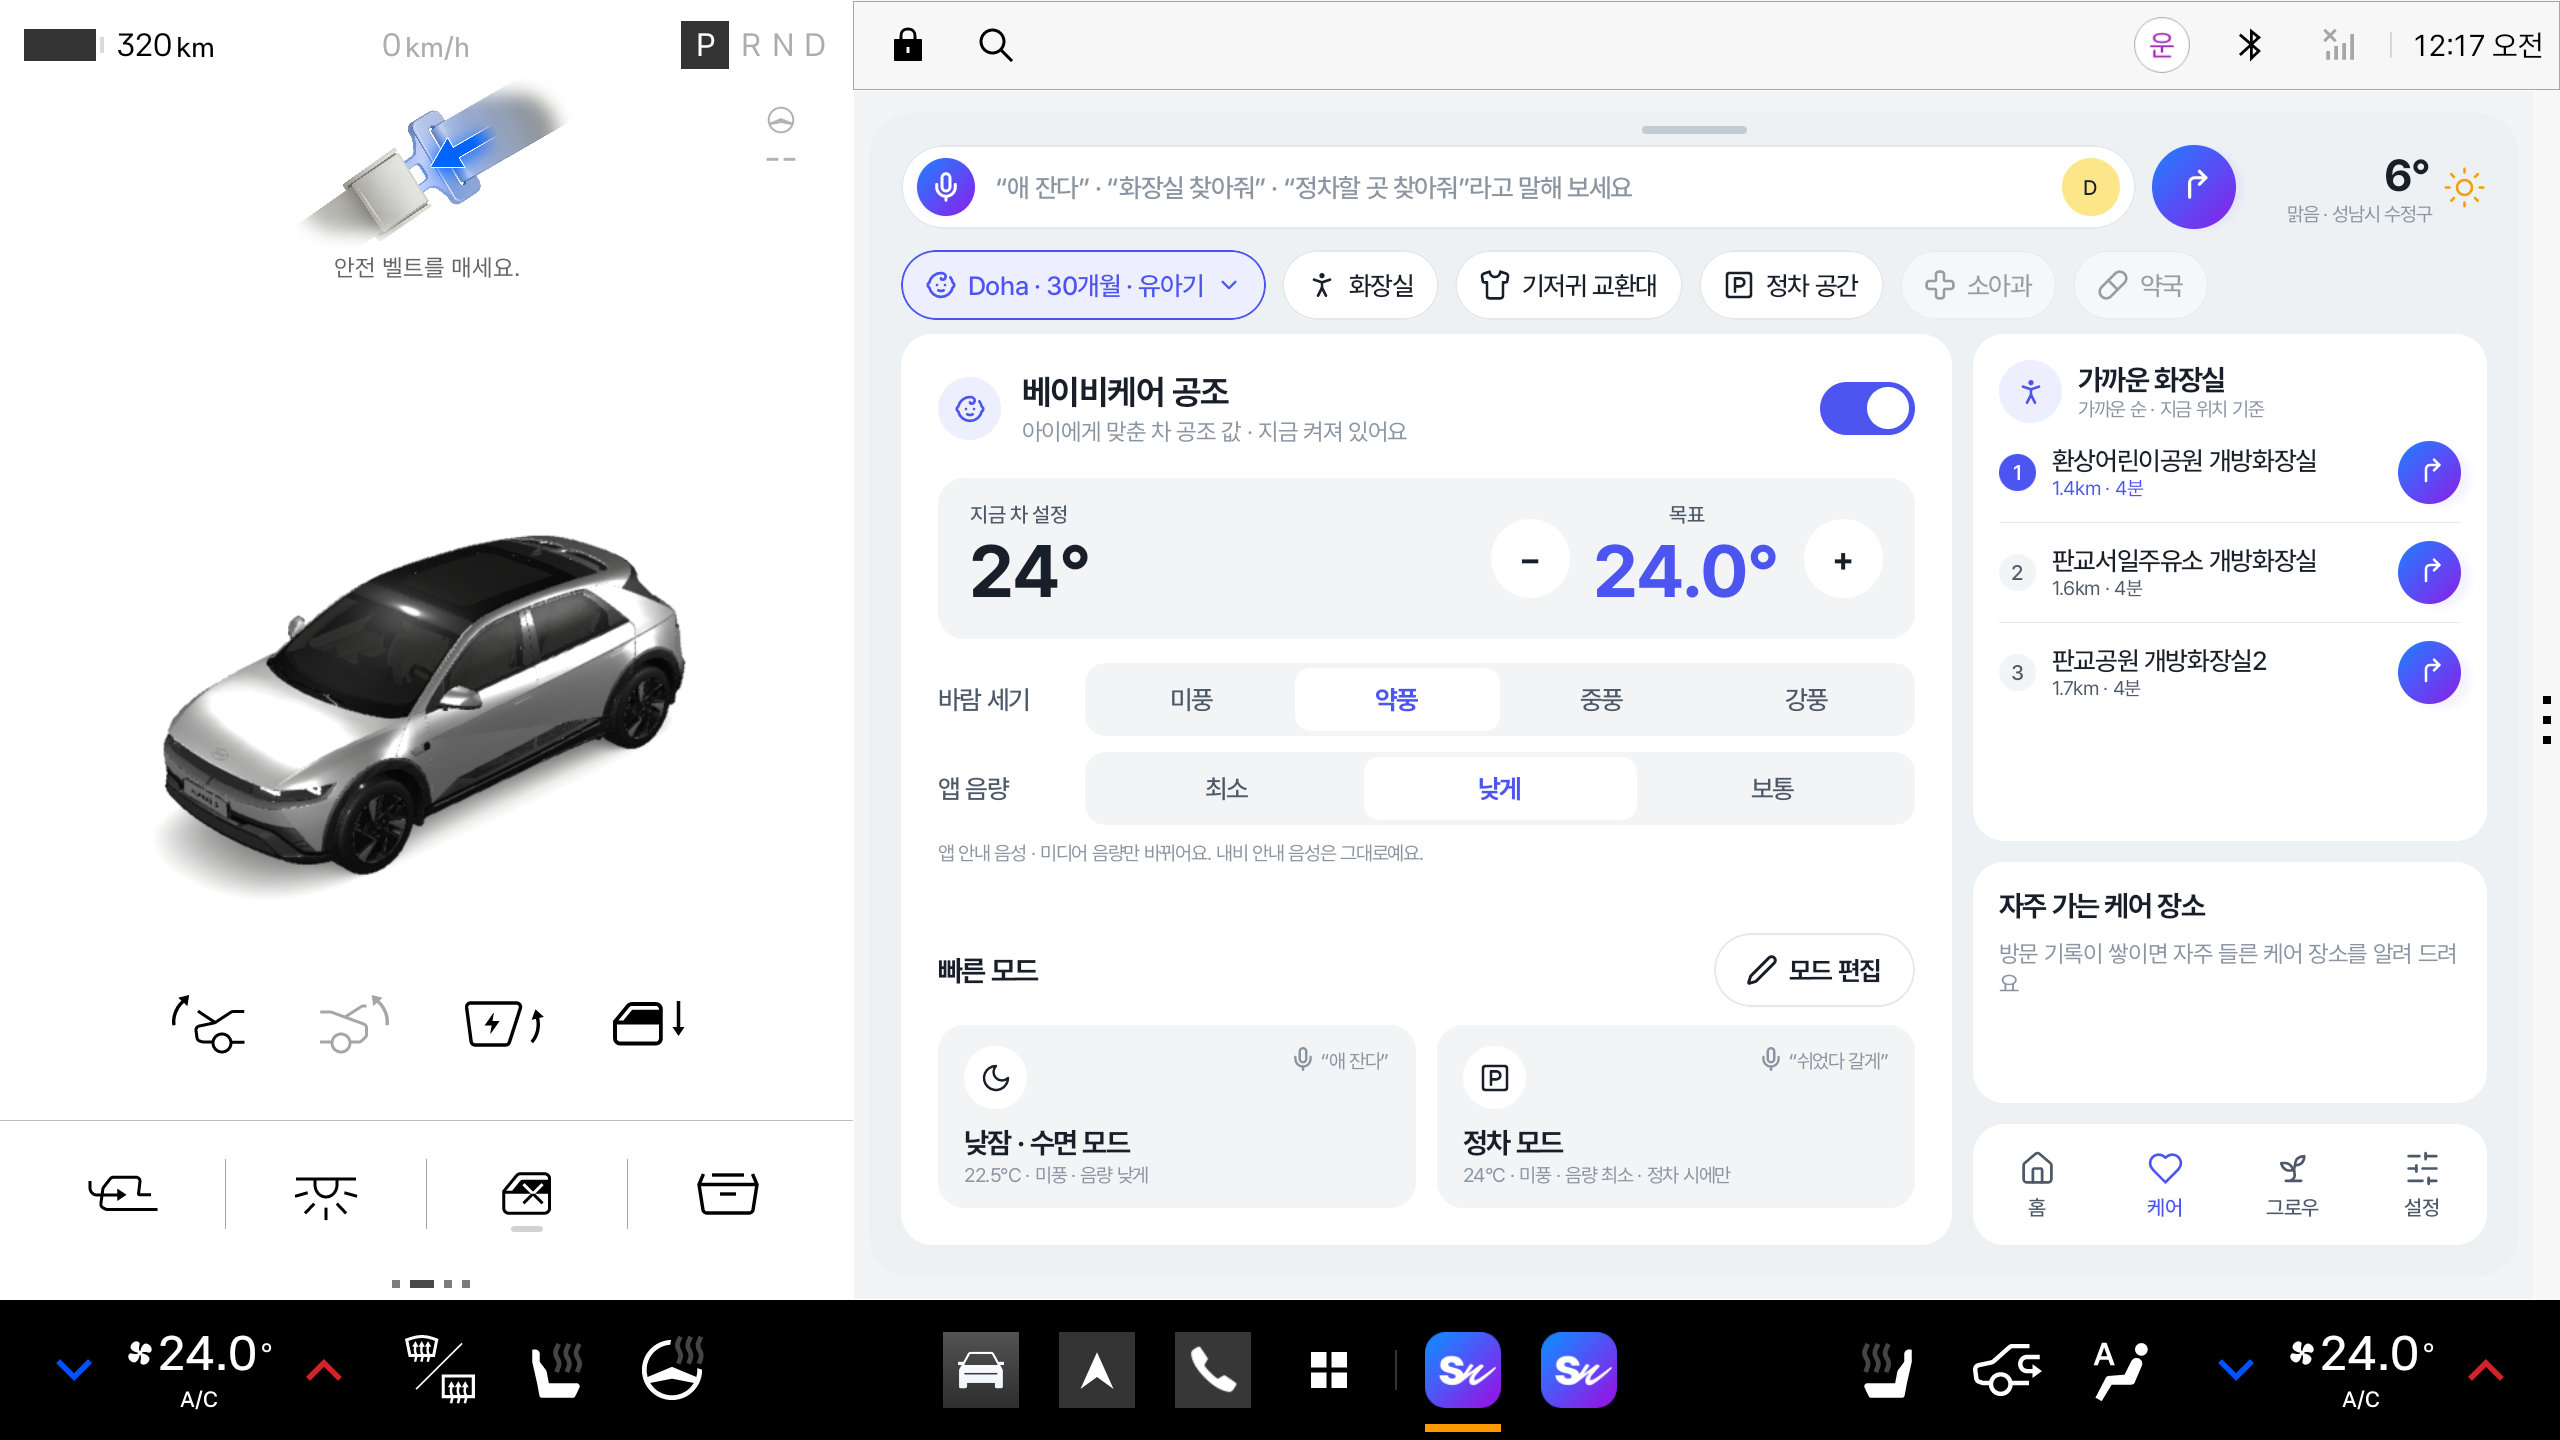 320 km
0 km/h
P R N D
운
12:17 오전
안전 벨트를 매세요.
“애 잔다” · “화장실 찾아줘” · “정차할 곳 찾아줘”라고 말해 보세요
D
6°
맑음 · 성남시 수정구
Doha · 30개월 · 유아기
화장실
기저귀 교환대
정차 공간
소아과
약국
베이비케어 공조
아이에게 맞춘 차 공조 값 · 지금 켜져 있어요
지금 차 설정
24°
목표
− 24.0° +
바람 세기
미풍 약풍 중풍 강풍
앱 음량
최소 낮게 보통
앱 안내 음성 · 미디어 음량만 바뀌어요. 내비 안내 음성은 그대로예요.
빠른 모드
모드 편집
“애 잔다”
낮잠 · 수면 모드
22.5°C · 미풍 · 음량 낮게
“쉬었다 갈게”
정차 모드
24°C · 미풍 · 음량 최소 · 정차 시에만
가까운 화장실
가까운 순 · 지금 위치 기준
1 환상어린이공원 개방화장실
1.4km · 4분
2 판교서일주유소 개방화장실
1.6km · 4분
3 판교공원 개방화장실2
1.7km · 4분
자주 가는 케어 장소
방문 기록이 쌓이면 자주 들른 케어 장소를 알려 드려
요
홈
케어
그로우
설정
24.0°
A/C
Sn
Sn
A
24.0°
A/C